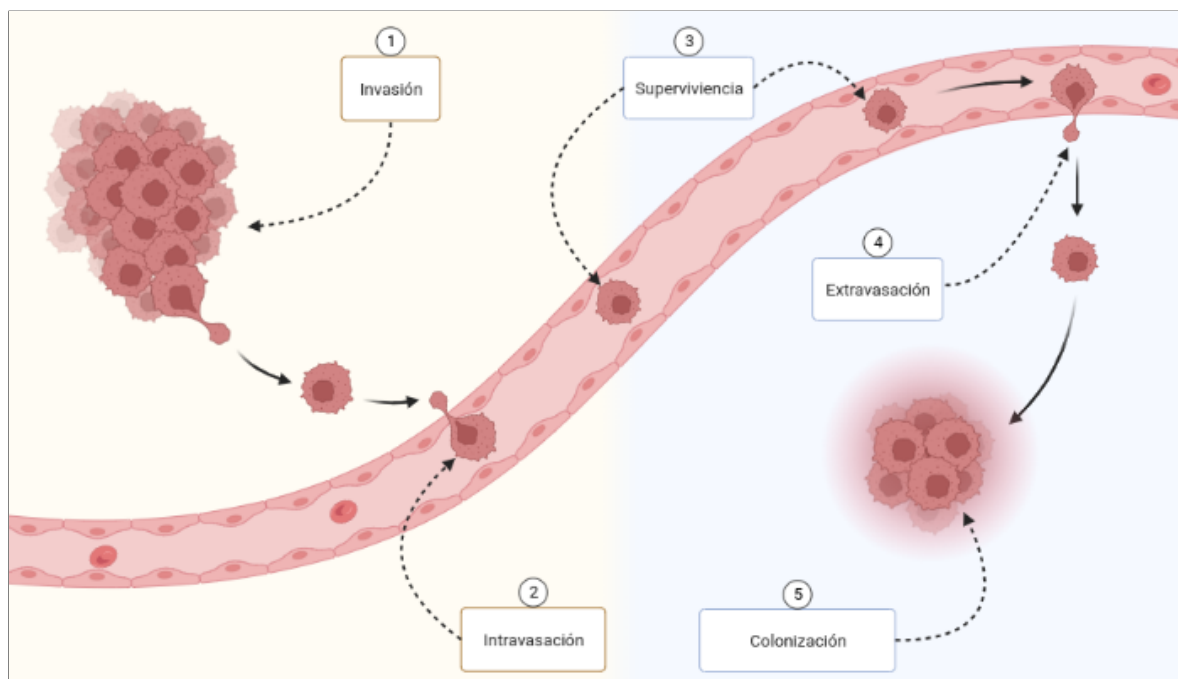 1
Invasión
2
Intravasación
3
Superviviencia
4
Extravasación
5
Colonización